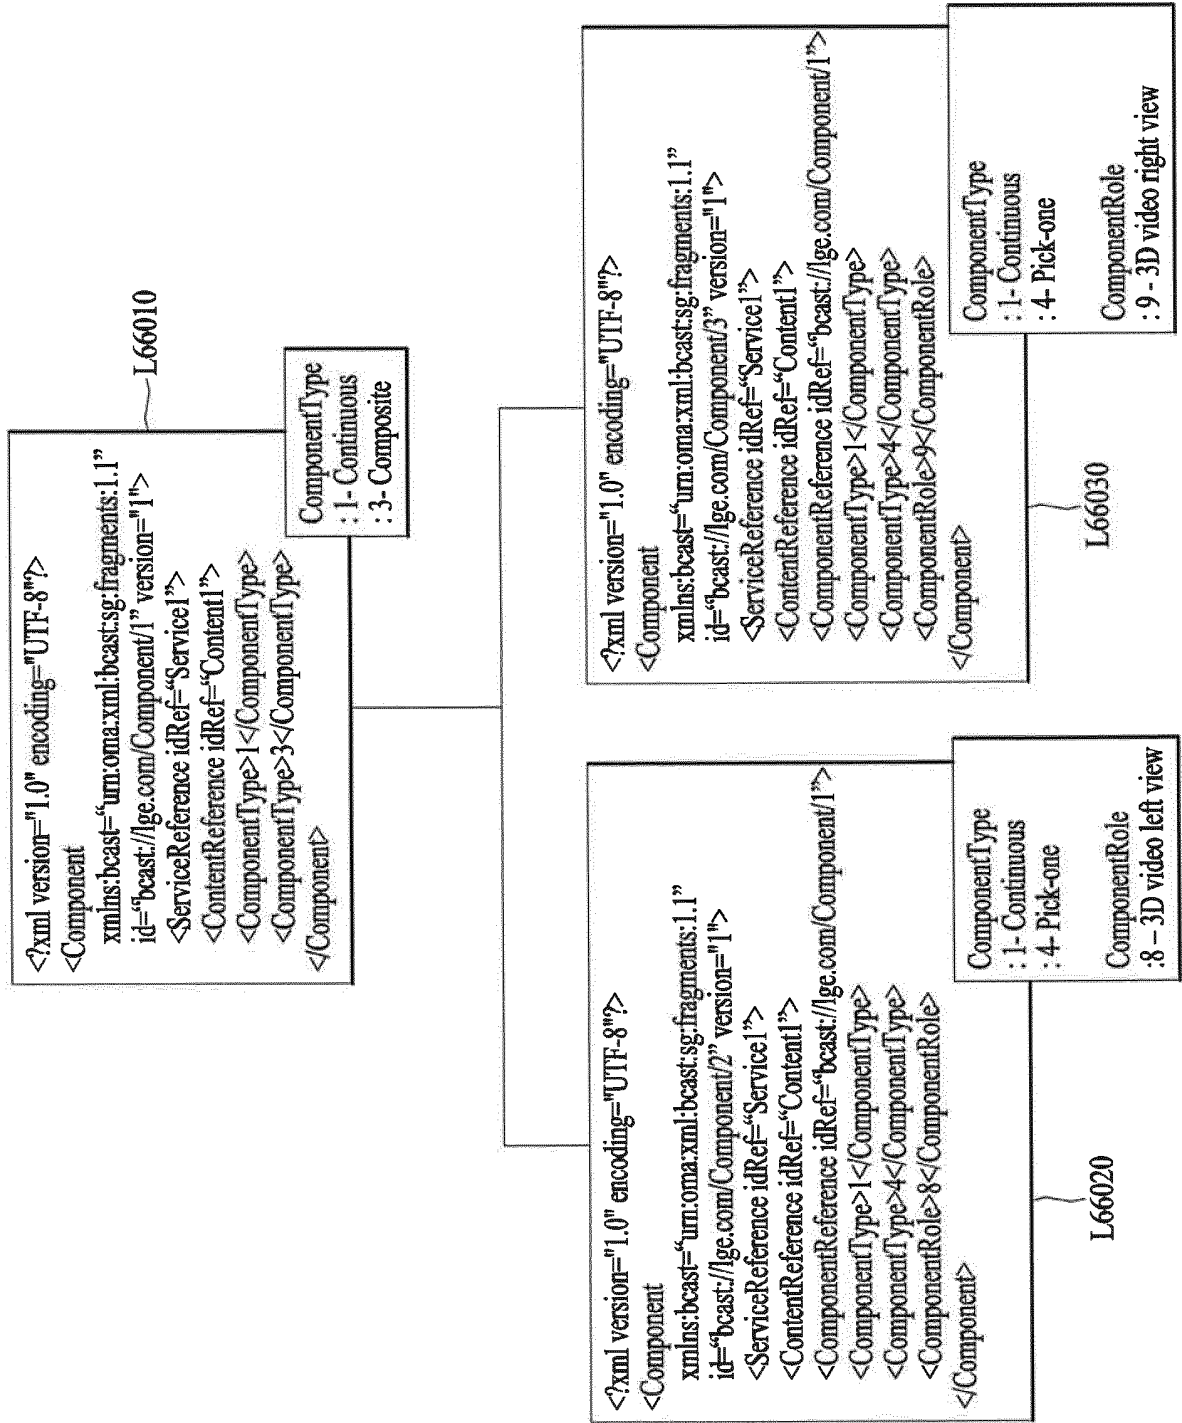 <?xml version="1.0" encoding="UTF-8"?>
<Component
xmlns:bcast=“urn:oma:xml:bcast:sg:fragments:1.1”
id=“bcast://lge.com/Component/1” version="1">
<ServiceReference idRef=“Service1”>
<ContentReference idRef=“Content1”>
<ComponentType>1</ComponentType>
<ComponentType>3</ComponentType>
</Component>
ComponentType
: 1- Continuous
: 3- Composite
L66010
<?xml version="1.0" encoding="UTF-8"?>
<Component
xmlns:bcast=“urn:oma:xml:bcast:sg:fragments:1.1”
id=“bcast://lge.com/Component/2” version="1">
<ServiceReference idRef=“Service1”>
<ContentReference idRef=“Content1”>
<ComponentReference idRef=“bcast://lge.com/Component/1”>
<ComponentType>1</ComponentType>
<ComponentType>4</ComponentType>
<ComponentRole>8</ComponentRole>
</Component>
ComponentType
: 1- Continuous
: 4- Pick-one
ComponentRole
:8 – 3D video left view
L66020
<?xml version="1.0" encoding="UTF-8"?>
<Component
xmlns:bcast=“urn:oma:xml:bcast:sg:fragments:1.1”
id=“bcast://lge.com/Component/3” version="1">
<ServiceReference idRef=“Service1”>
<ContentReference idRef=“Content1”>
<ComponentReference idRef=“bcast://lge.com/Component/1”>
<ComponentType>1</ComponentType>
<ComponentType>4</ComponentType>
<ComponentRole>9</ComponentRole>
</Component>
ComponentType
: 1- Continuous
: 4- Pick-one
ComponentRole
: 9 - 3D video right view
L66030